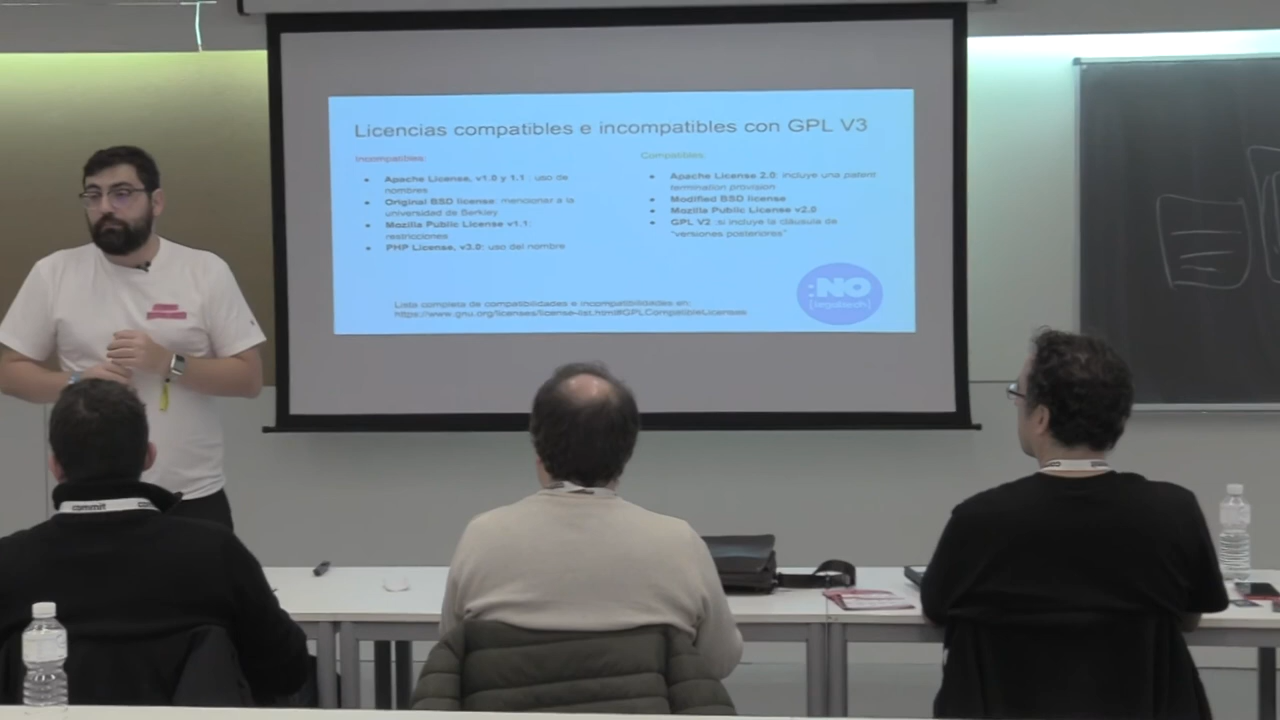 Licencias compatibles e incompatibles con GPL V3
Incompatibles:
Apache License, v1.0 y 1.1 : uso de
nombres
Original BSD license: mencionar a la
universidad de Berkley
Mozilla Public License v1.1:
restricciones
PHP License, v3.0: uso del nombre
Compatibles:
Apache License 2.0: incluye una patent
termination provision
Modified BSD license
Mozilla Public License v2.0
GPL V2 :si incluye la cláusula de
"versiones posteriores"
Lista completa de compatibilidades e incompatibilidades en:
https://www.gnu.org/licenses/license-list.html#GPLCompatibleLicenses
:NO
[legaltech]
commit